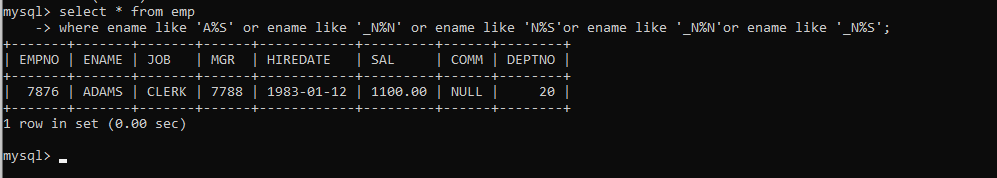 mysql> select * from emp
    -> where ename like 'A%S' or ename like '_N%N' or ename like 'N%S'or ename like '_N%N'or ename like '_N%S';
+-------+-------+-------+------+------------+---------+------+--------+
| EMPNO | ENAME | JOB   | MGR  | HIREDATE   | SAL     | COMM | DEPTNO |
+-------+-------+-------+------+------------+---------+------+--------+
|  7876 | ADAMS | CLERK | 7788 | 1983-01-12 | 1100.00 | NULL |     20 |
+-------+-------+-------+------+------------+---------+------+--------+
1 row in set (0.00 sec)
mysql>